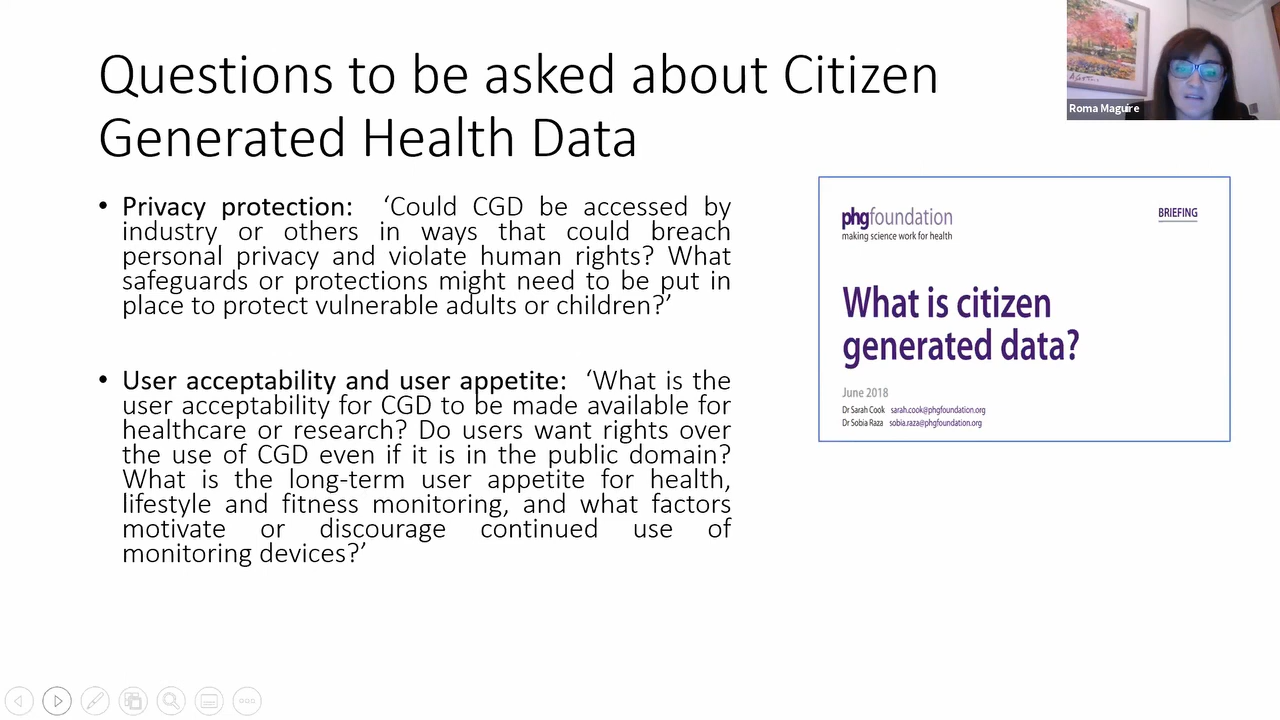 Questions to be asked about Citizen
Generated Health Data
• Privacy protection: ‘Could CGD be accessed by
industry or others in ways that could breach
personal privacy and violate human rights? What
safeguards or protections might need to be put in
place to protect vulnerable adults or children?’
• User acceptability and user appetite: ‘What is the
user acceptability for CGD to be made available for
healthcare or research? Do users want rights over
the use of CGD even if it is in the public domain?
What is the long-term user appetite for health,
lifestyle and fitness monitoring, and what factors
motivate or discourage continued use of
monitoring devices?’
phgfoundation
making science work for health
BRIEFING
What is citizen
generated data?
June 2018
Dr Sarah Cook sarah.cook@phgfoundation.org
Dr Sobia Raza sobia.raza@phgfoundation.org
Roma Maguire